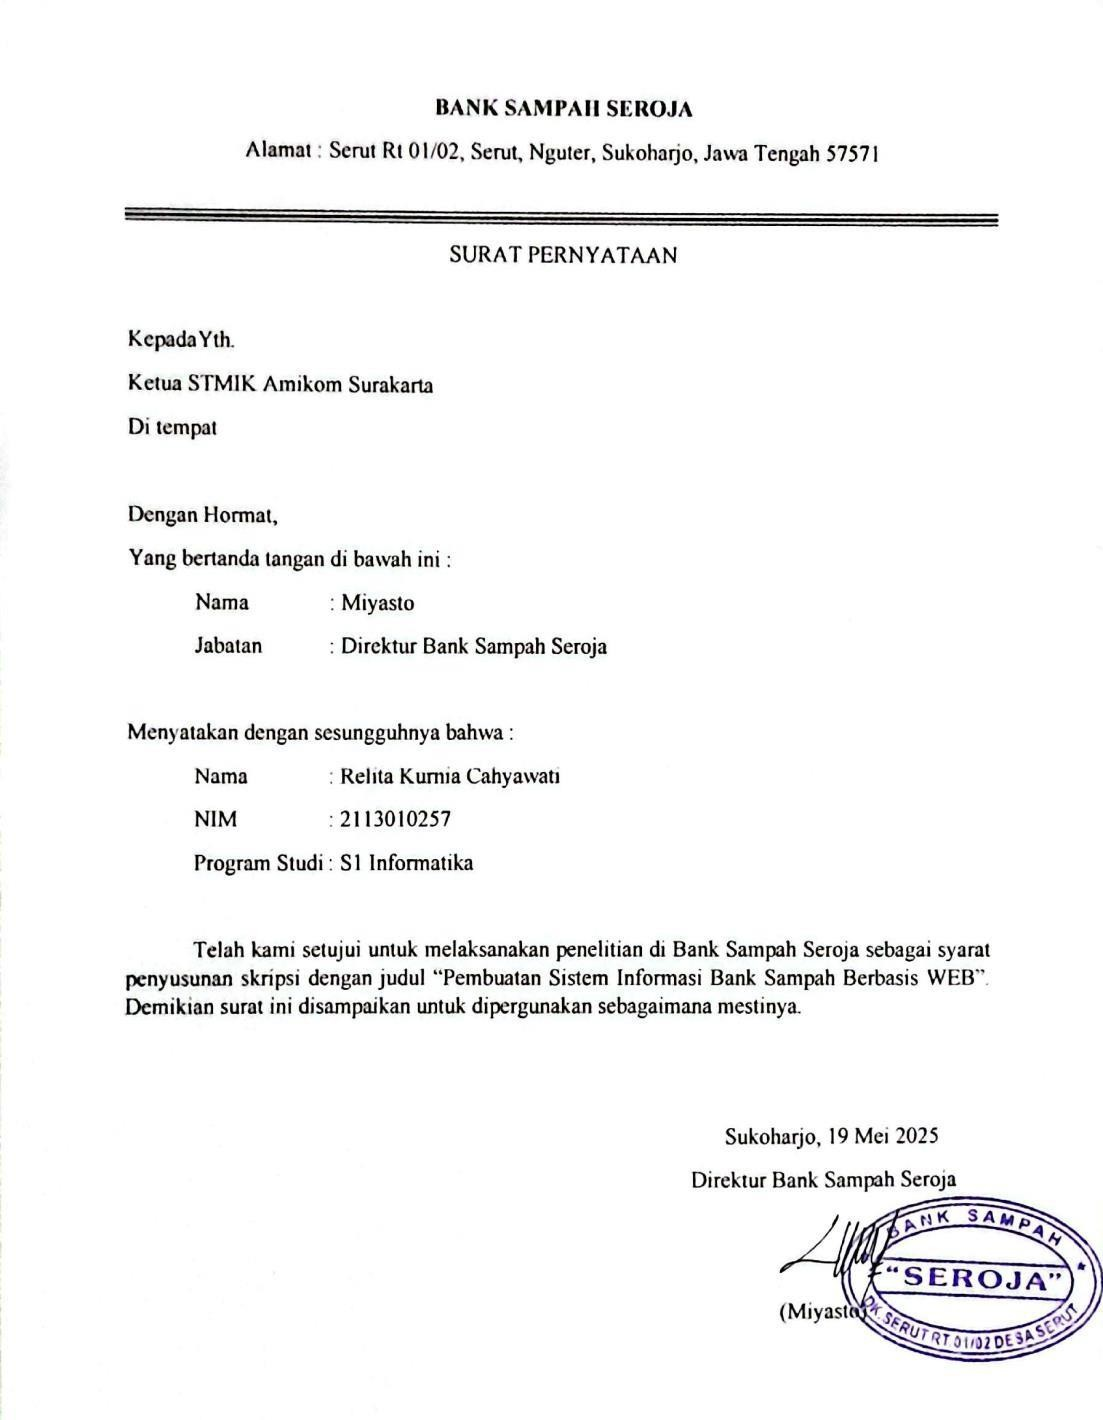 BANK SAMPAH SEROJA
Alamat : Serut Rt 01/02, Serut, Nguter, Sukoharjo, Jawa Tengah 57571
SURAT PERNYATAAN
Kepada Yth.
Ketua STMIK Amikom Surakarta
Di tempat
Dengan Hormat,
Yang bertanda tangan di bawah ini :
Nama : Miyasto
Jabatan : Direktur Bank Sampah Seroja
Menyatakan dengan sesungguhnya bahwa :
Nama : Relita Kurnia Cahyawati
NIM : 2113010257
Program Studi : S1 Informatika
Telah kami setujui untuk melaksanakan penelitian di Bank Sampah Seroja sebagai syarat
penyusunan skripsi dengan judul “Pembuatan Sistem Informasi Bank Sampah Berbasis WEB”.
Demikian surat ini disampaikan untuk dipergunakan sebagaimana mestinya.
Sukoharjo, 19 Mei 2025
Direktur Bank Sampah Seroja
BANK SAMPAH
“SEROJA”
DK. SERUT RT 01/02 DESA SERUT
(Miyasto)